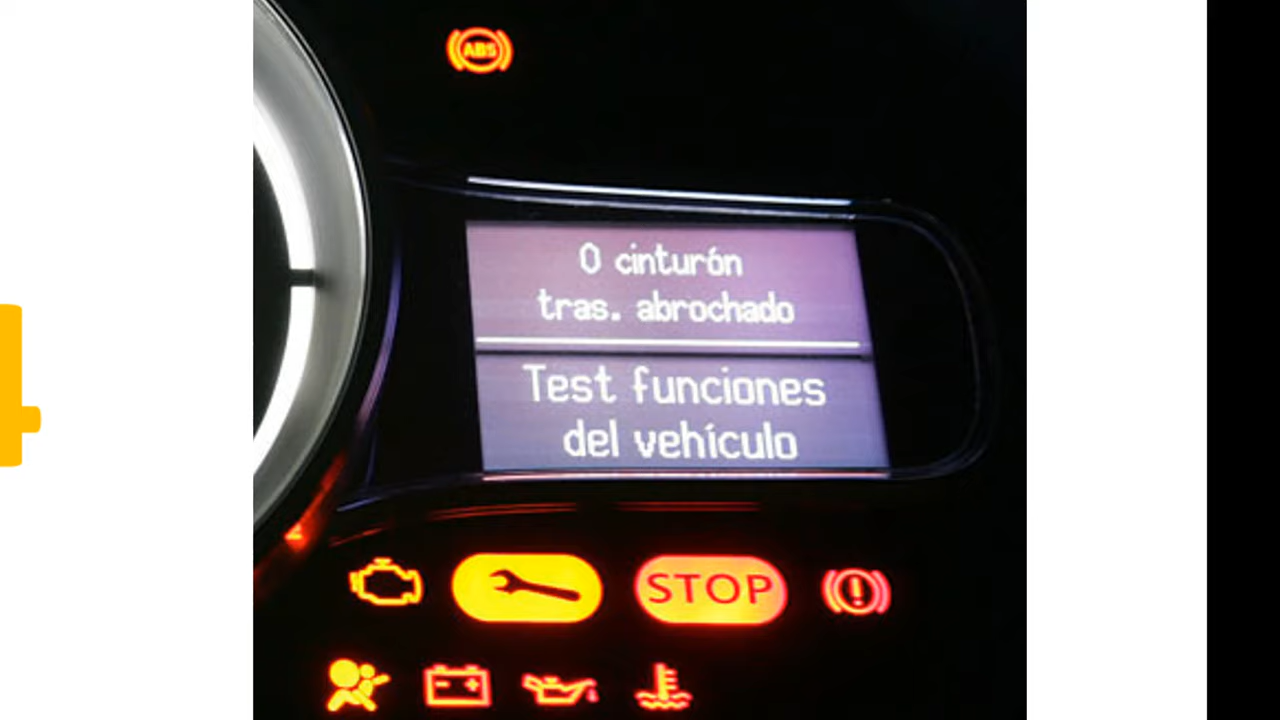 ABS
0 cinturón
tras. abrochado
Test funciones
del vehículo
STOP